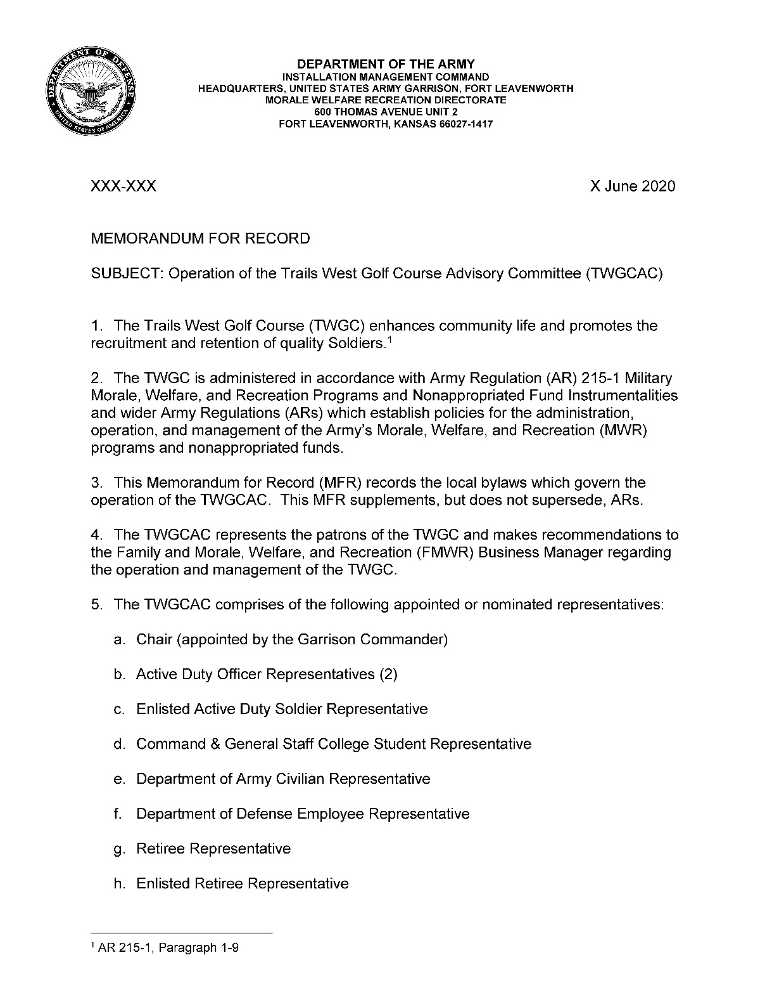 DEPARTMENT OF DEFENSE
UNITED STATES OF AMERICA
DEPARTMENT OF THE ARMY
INSTALLATION MANAGEMENT COMMAND
HEADQUARTERS, UNITED STATES ARMY GARRISON, FORT LEAVENWORTH
MORALE WELFARE RECREATION DIRECTORATE
600 THOMAS AVENUE UNIT 2
FORT LEAVENWORTH, KANSAS 66027-1417
XXX-XXX X June 2020
MEMORANDUM FOR RECORD
SUBJECT: Operation of the Trails West Golf Course Advisory Committee (TWGCAC)
1. The Trails West Golf Course (TWGC) enhances community life and promotes the
recruitment and retention of quality Soldiers.¹
2. The TWGC is administered in accordance with Army Regulation (AR) 215-1 Military
Morale, Welfare, and Recreation Programs and Nonappropriated Fund Instrumentalities
and wider Army Regulations (ARs) which establish policies for the administration,
operation, and management of the Army’s Morale, Welfare, and Recreation (MWR)
programs and nonappropriated funds.
3. This Memorandum for Record (MFR) records the local bylaws which govern the
operation of the TWGCAC. This MFR supplements, but does not supersede, ARs.
4. The TWGCAC represents the patrons of the TWGC and makes recommendations to
the Family and Morale, Welfare, and Recreation (FMWR) Business Manager regarding
the operation and management of the TWGC.
5. The TWGCAC comprises of the following appointed or nominated representatives:
a. Chair (appointed by the Garrison Commander)
b. Active Duty Officer Representatives (2)
c. Enlisted Active Duty Soldier Representative
d. Command & General Staff College Student Representative
e. Department of Army Civilian Representative
f. Department of Defense Employee Representative
g. Retiree Representative
h. Enlisted Retiree Representative
¹ AR 215-1, Paragraph 1-9